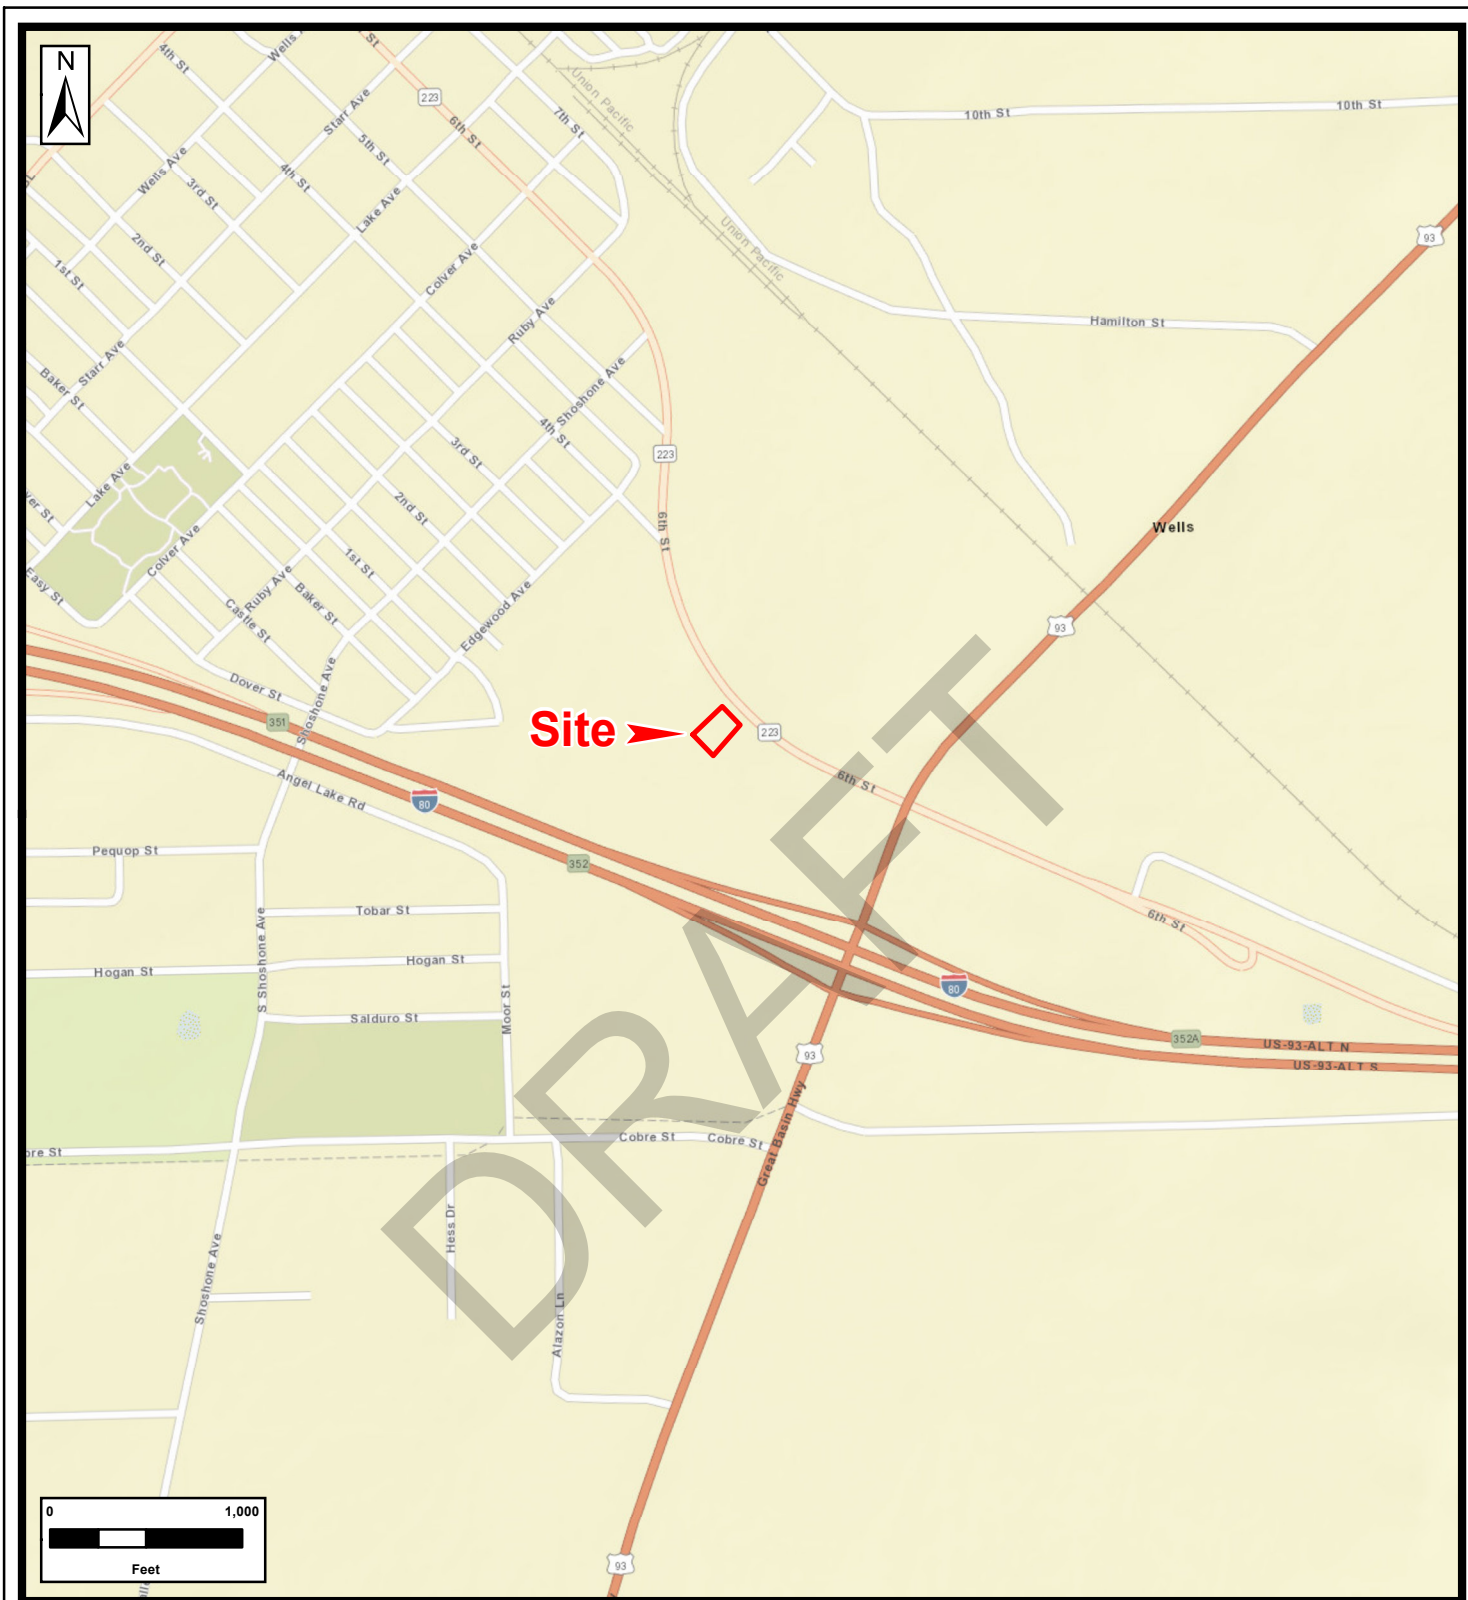 N
4th St
Wells
St
223
6th St
Starr Ave
5th St
7th St
Union Pacific
10th St
10th St
Wells Ave
3rd St
4th St
Lake Ave
2nd St
Union Pacific
93
1st St
Colver Ave
Ruby Ave
Hamilton St
Starr Ave
Baker St
Shoshone Ave
4th St
3rd St
223
Lake Ave
2nd St
6th St
Wells
ver St
Colver Ave
1st St
Easy St
Ruby Ave
Baker St
Castle St
Edgewood Ave
93
Dover St
Shoshone Ave
351
Site
223
Angel Lake Rd
80
6th St
Pequop St
352
Tobar St
6th St
Hogan St
Hogan St
S Shoshone Ave
80
Salduro St
Moor St
352A
US-93-ALT N
93
US-93-ALT S
Great Basin Hwy
Cobre St
Cobre St
bre St
DRAFT
Hess Dr
Shoshone Ave
Alazon Ln
0 1,000
Feet
93